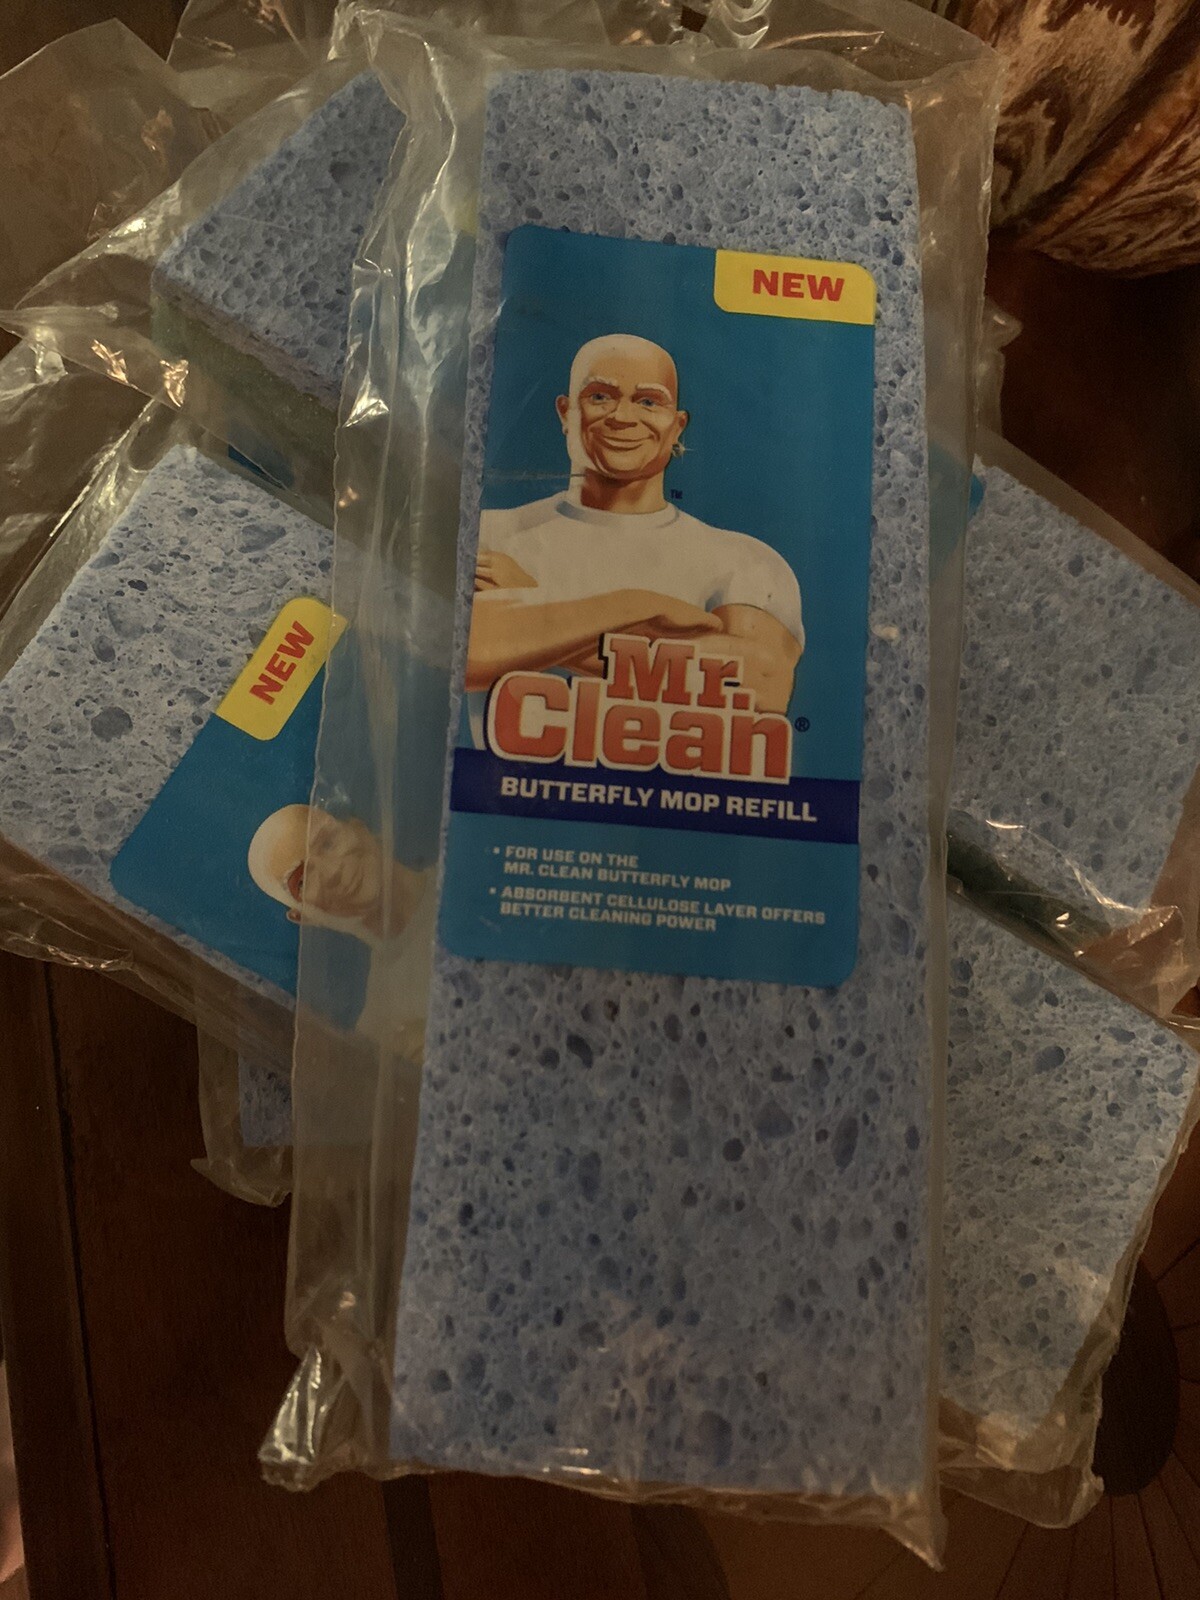 NEW
TM
Mr.
Clean®
BUTTERFLY MOP REFILL
• FOR USE ON THE
MR. CLEAN BUTTERFLY MOP
• ABSORBENT CELLULOSE LAYER OFFERS
BETTER CLEANING POWER
NEW